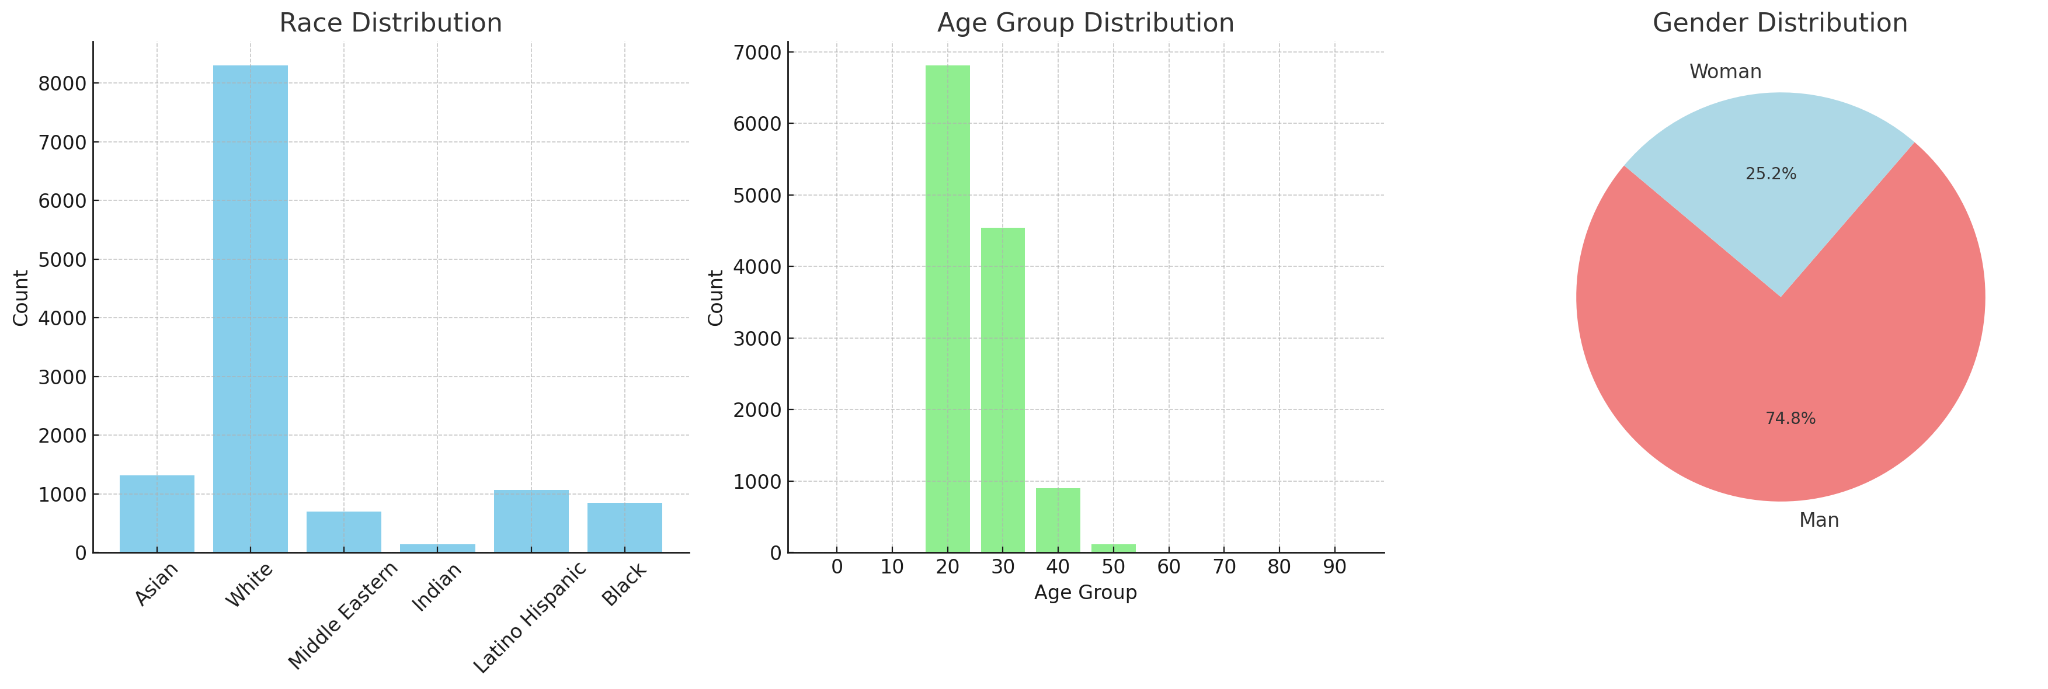 Race Distribution
Count
8000
7000
6000
5000
4000
3000
2000
1000
0
Asian
White
Middle Eastern
Indian
Latino Hispanic
Black
Age Group Distribution
Count
7000
6000
5000
4000
3000
2000
1000
0
0 10 20 30 40 50 60 70 80 90
Age Group
Gender Distribution
Woman
25.2%
74.8%
Man